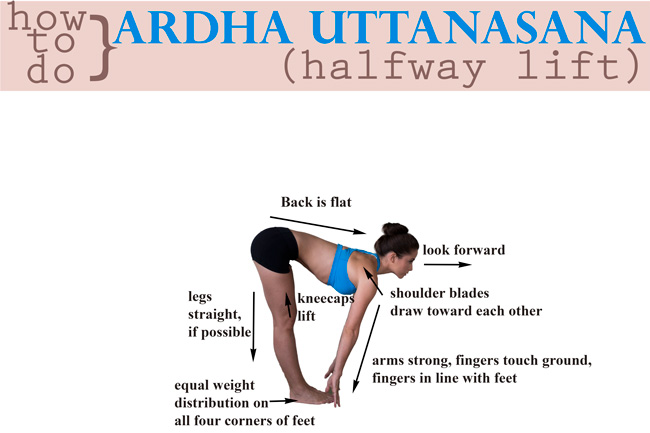 how
to
do
} ARDHA UTTANASANA
(halfway lift)
Back is flat
look forward
legs
straight,
if possible
kneecaps
lift
shoulder blades
draw toward each other
arms strong, fingers touch ground,
fingers in line with feet
equal weight
distribution on
all four corners of feet